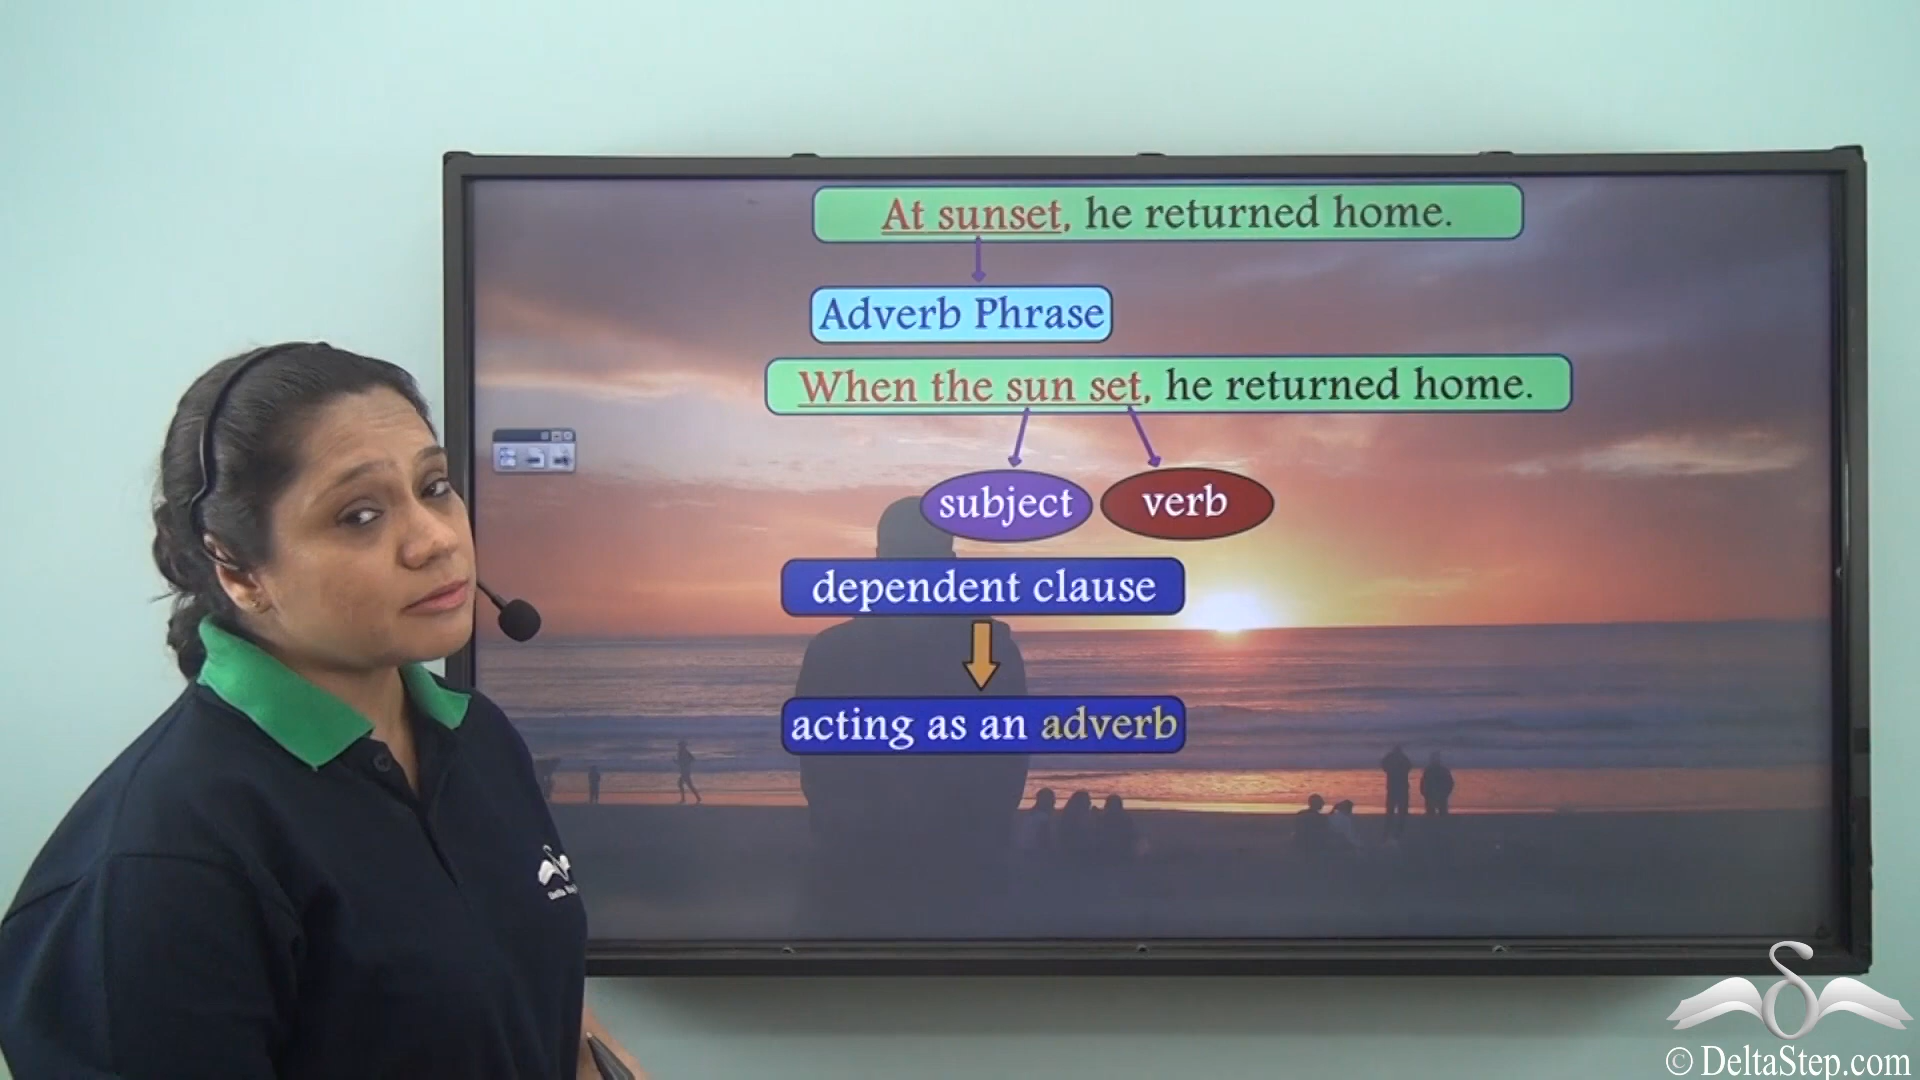 At sunset, he returned home.
Adverb Phrase
When the sun set, he returned home.
subject
verb
dependent clause
acting as an adverb
© DeltaStep.com